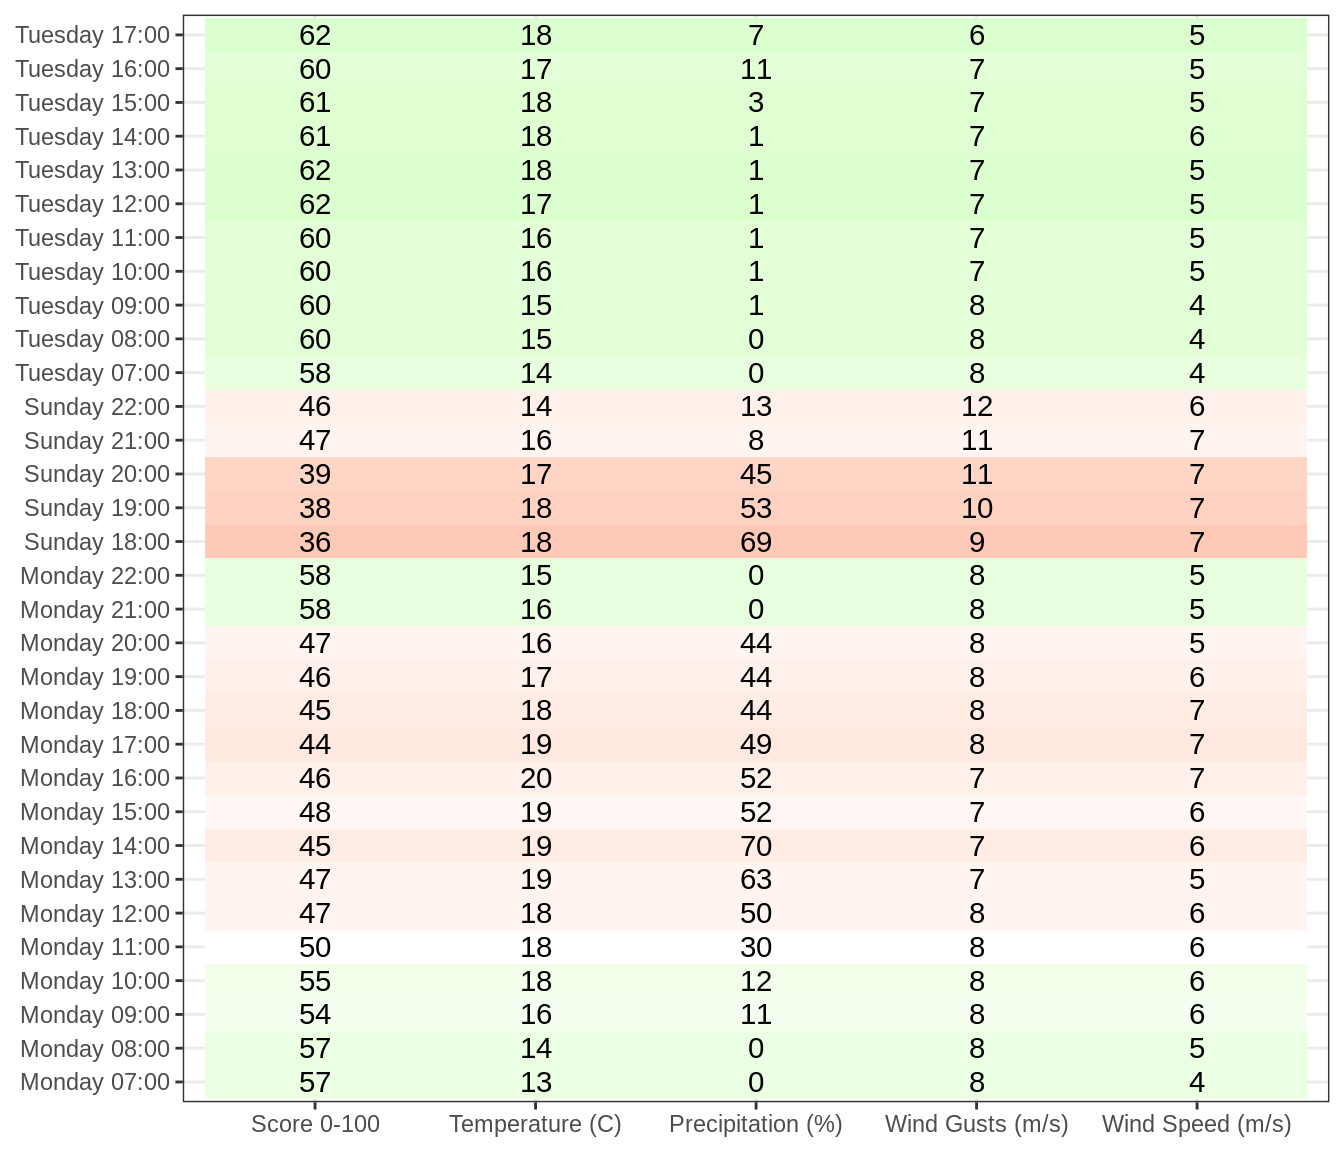 Tuesday 17:00 62 18 7 6 5
Tuesday 16:00 60 17 11 7 5
Tuesday 15:00 61 18 3 7 5
Tuesday 14:00 61 18 1 7 6
Tuesday 13:00 62 18 1 7 5
Tuesday 12:00 62 17 1 7 5
Tuesday 11:00 60 16 1 7 5
Tuesday 10:00 60 16 1 7 5
Tuesday 09:00 60 15 1 8 4
Tuesday 08:00 60 15 0 8 4
Tuesday 07:00 58 14 0 8 4
Sunday 22:00 46 14 13 12 6
Sunday 21:00 47 16 8 11 7
Sunday 20:00 39 17 45 11 7
Sunday 19:00 38 18 53 10 7
Sunday 18:00 36 18 69 9 7
Monday 22:00 58 15 0 8 5
Monday 21:00 58 16 0 8 5
Monday 20:00 47 16 44 8 5
Monday 19:00 46 17 44 8 6
Monday 18:00 45 18 44 8 7
Monday 17:00 44 19 49 8 7
Monday 16:00 46 20 52 7 7
Monday 15:00 48 19 52 7 6
Monday 14:00 45 19 70 7 6
Monday 13:00 47 19 63 7 5
Monday 12:00 47 18 50 8 6
Monday 11:00 50 18 30 8 6
Monday 10:00 55 18 12 8 6
Monday 09:00 54 16 11 8 6
Monday 08:00 57 14 0 8 5
Monday 07:00 57 13 0 8 4
Score 0-100 Temperature (C) Precipitation (%) Wind Gusts (m/s) Wind Speed (m/s)